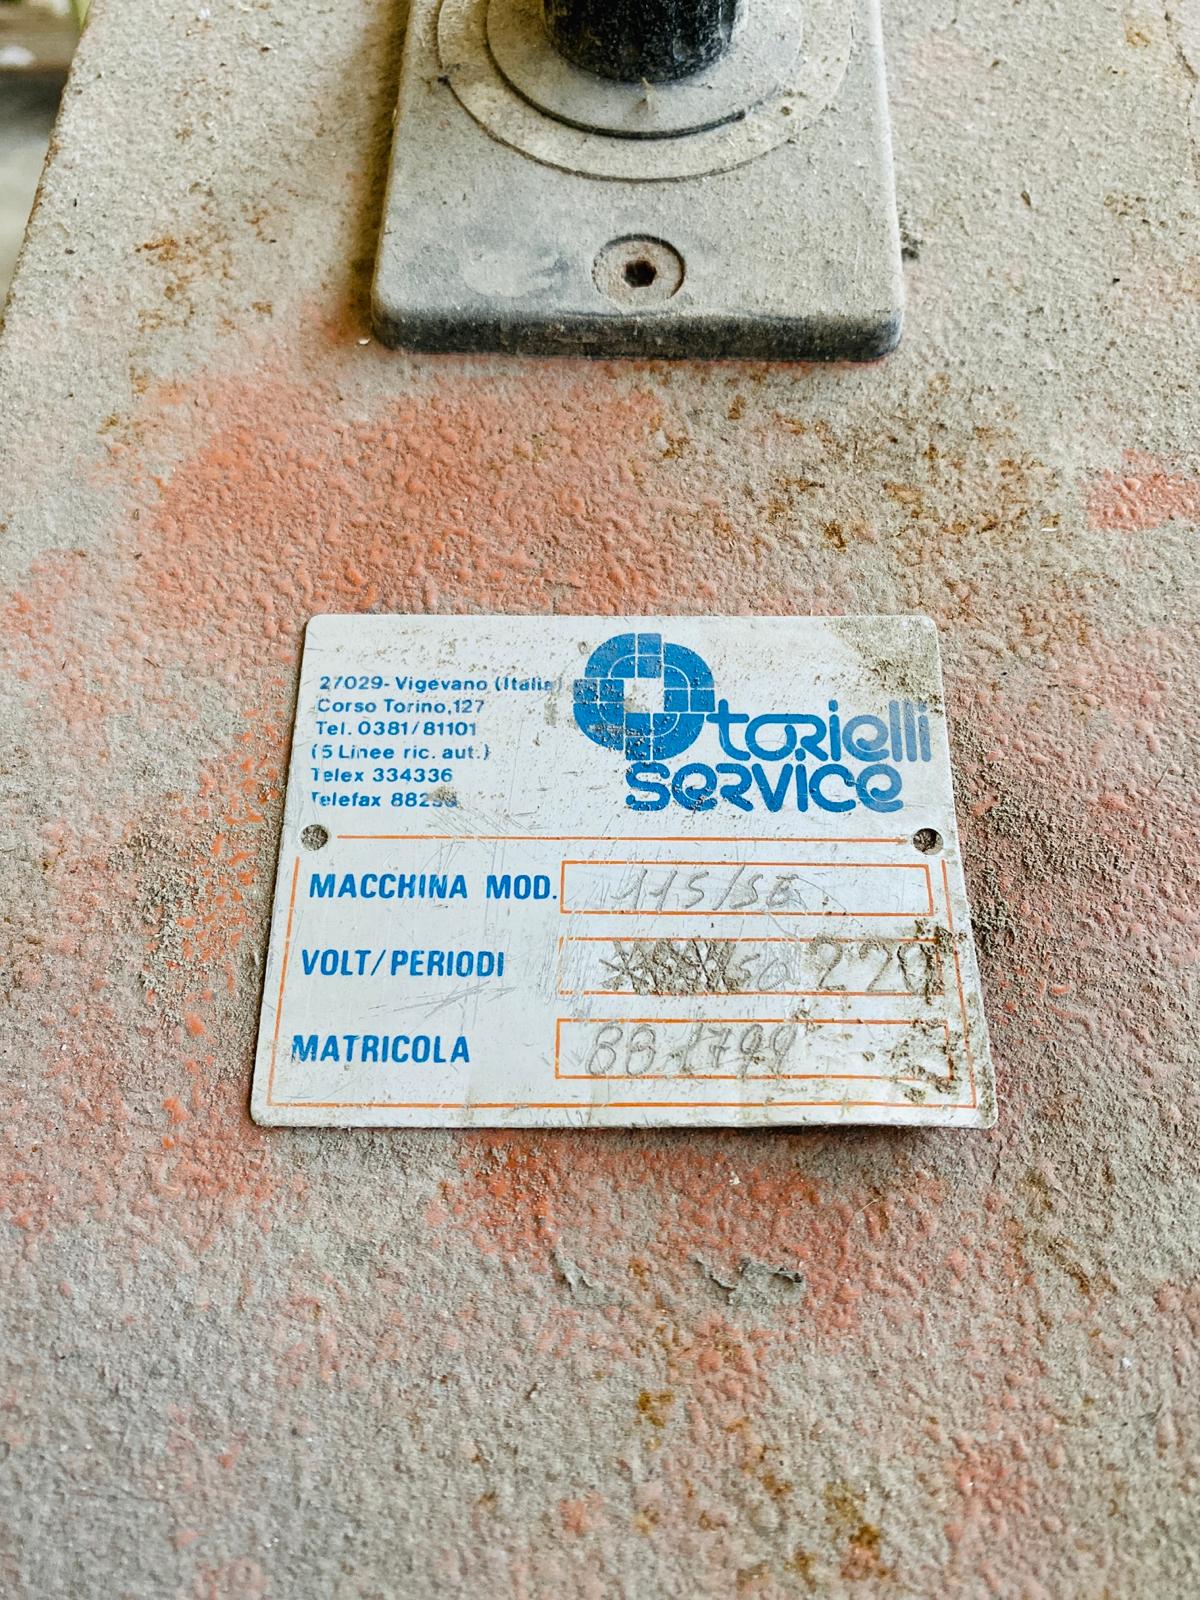 27029- Vigevano (Italia)
Corso Torino,127
Tel. 0381/81101
(5 Linee ric. aut.)
Telex 334336
Telefax
torielli
service
MACCHINA MOD. 115/SE
VOLT/PERIODI 50 220
MATRICOLA 881799